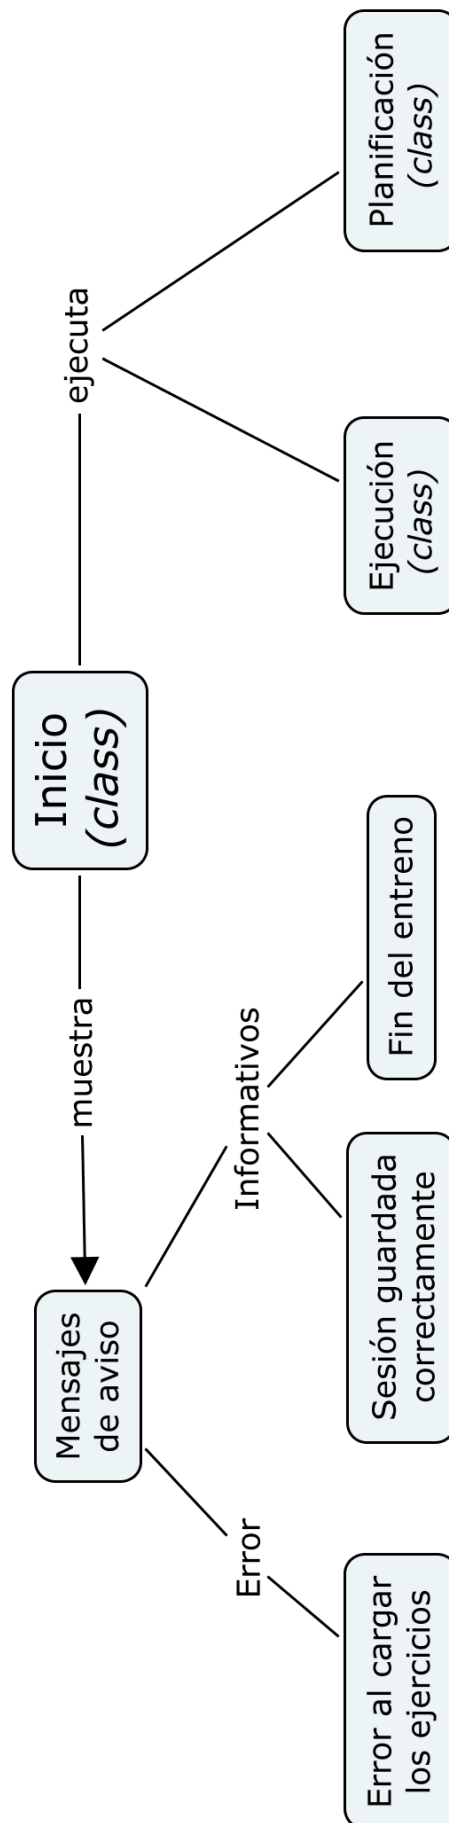 Inicio
(class)
muestra
ejecuta
Mensajes
de aviso
Error
Informativos
Error al cargar
los ejercicios
Sesión guardada
correctamente
Fin del entreno
Ejecución
(class)
Planificación
(class)